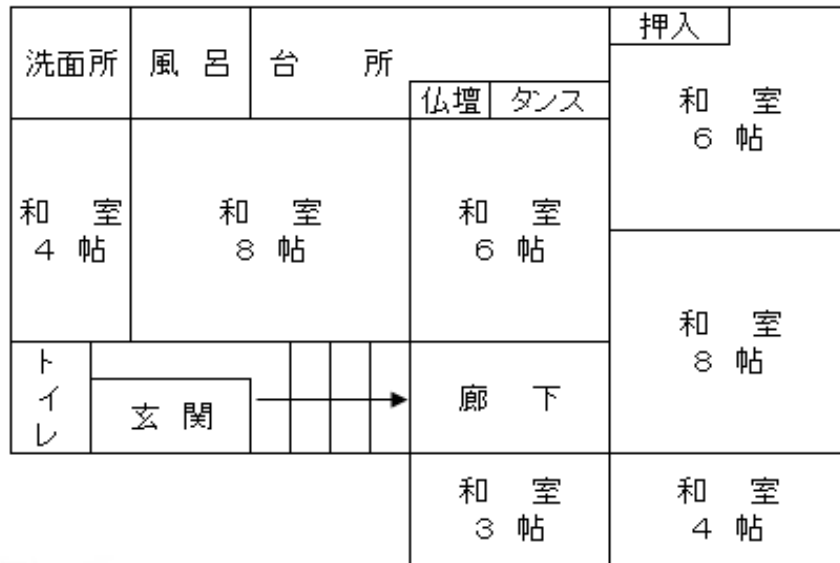 押入
洗面所
風 呂
台 所
仏壇
タンス
和 室
6 帖
和 室
4 帖
和 室
8 帖
和 室
6 帖
和 室
8 帖
トイレ
玄 関
廊 下
和 室
3 帖
和 室
4 帖